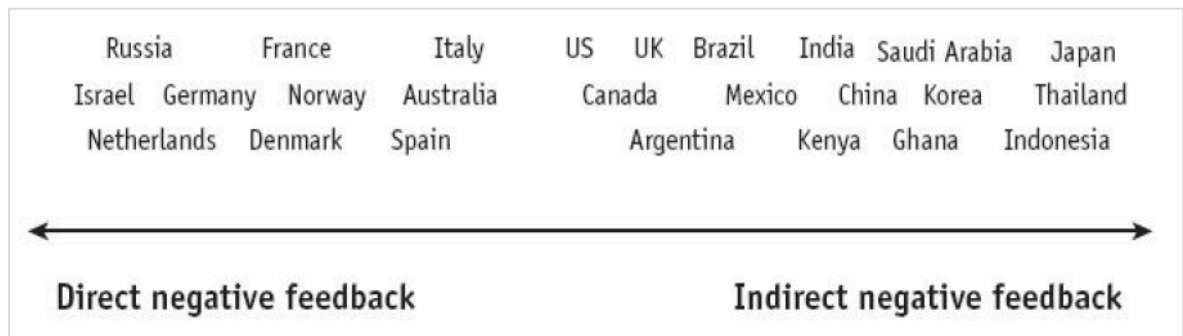 Russia France Italy US UK Brazil India Saudi Arabia Japan
Israel Germany Norway Australia Canada Mexico China Korea Thailand
Netherlands Denmark Spain Argentina Kenya Ghana Indonesia
Direct negative feedback Indirect negative feedback